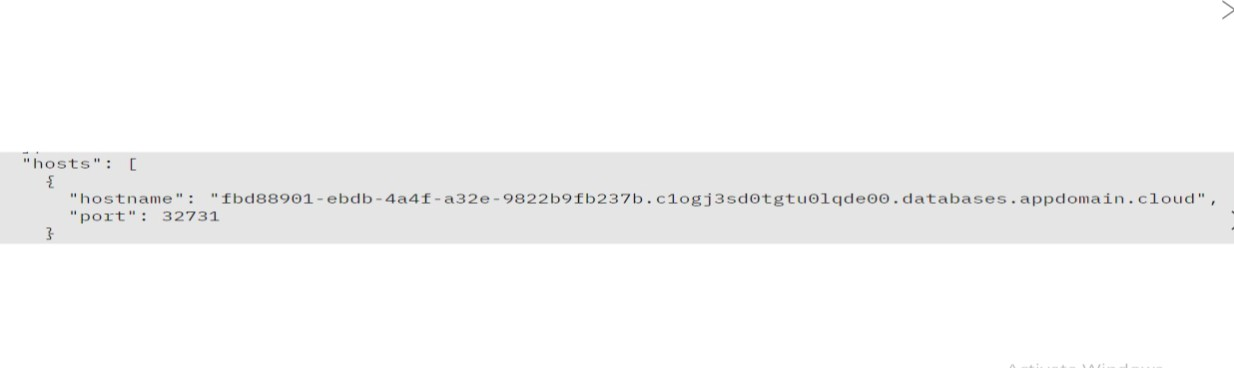 "hosts": [
{
"hostname": "fbd88901-ebdb-4a4f-a32e-9822b9fb237b.c1ogj3sd0tgtu0lqde00.databases.appdomain.cloud",
"port": 32731
}